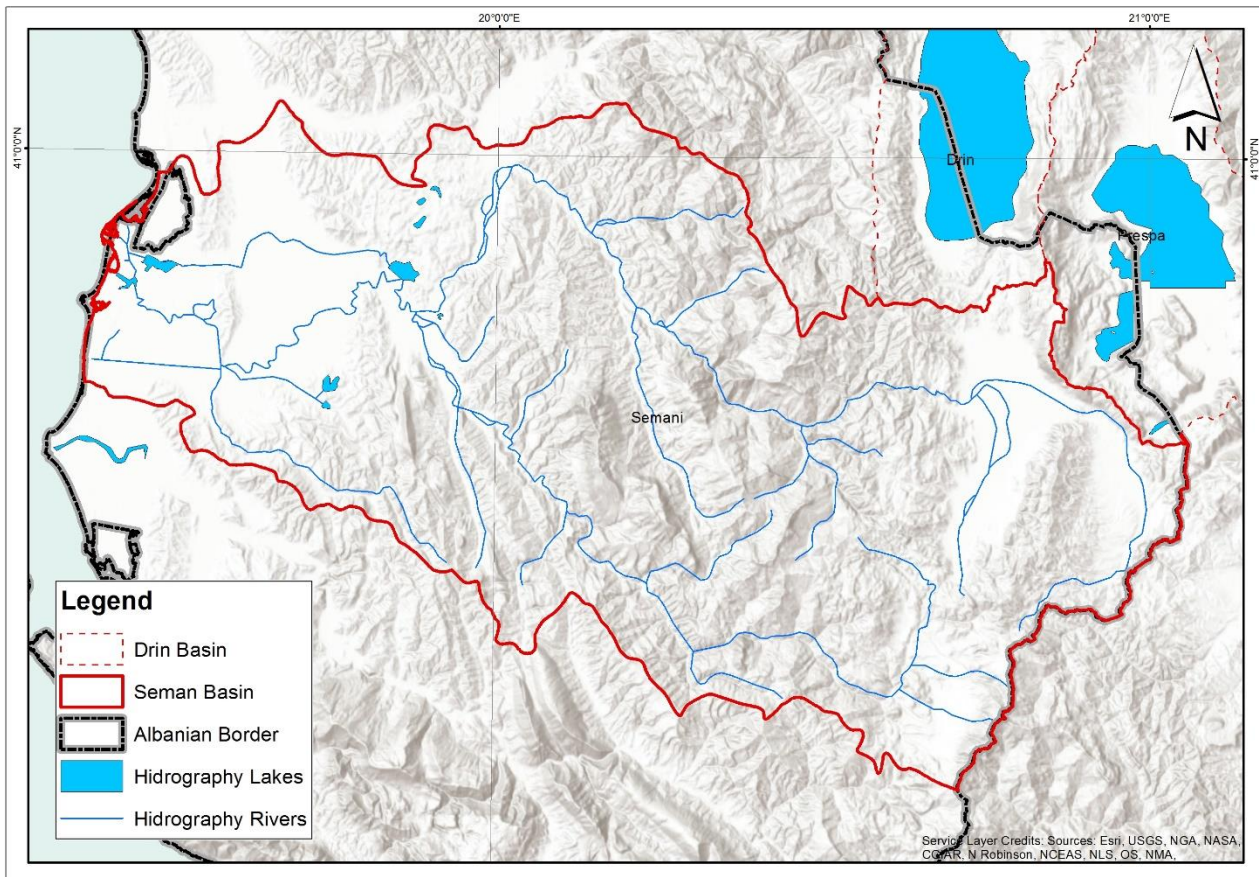 20°0'0"E
21°0'0"E
41°0'0"N
41°0'0"N
N
Drin
Prespa
Semani
Legend
Drin Basin
Seman Basin
Albanian Border
Hidrography Lakes
Hidrography Rivers
Service Layer Credits: Sources: Esri, USGS, NGA, NASA,
CGIAR, N Robinson, NCEAS, NLS, OS, NMA,